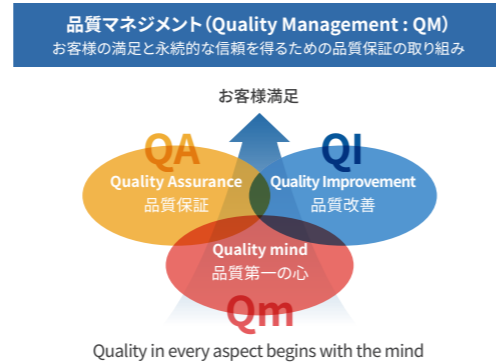 品質マネジメント(Quality Management : QM)
お客様の満足と永続的な信頼を得るための品質保証の取り組み
お客様満足
QA
Quality Assurance
品質保証
QI
Quality Improvement
品質改善
Quality mind
品質第一の心
Qm
Quality in every aspect begins with the mind